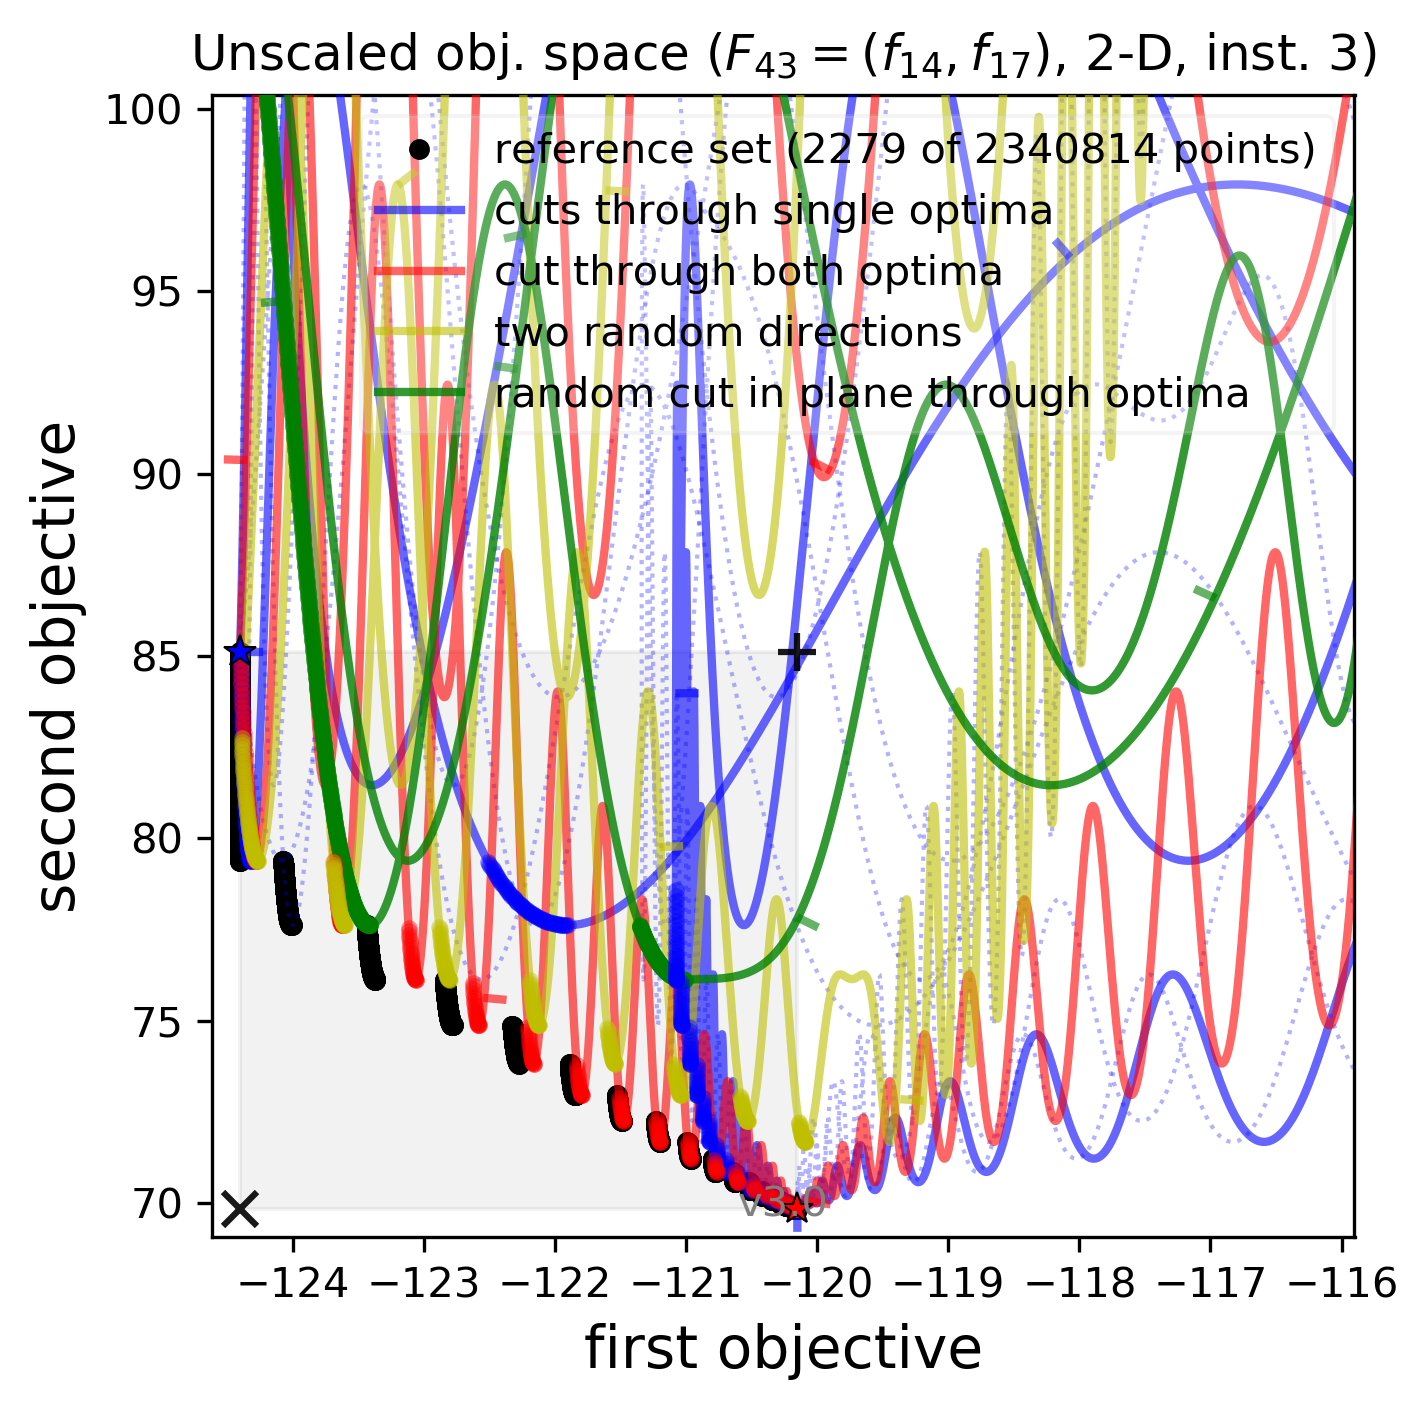 Unscaled obj. space (F₄₃ = (f₁₄, f₁₇), 2-D, inst. 3)
100
95
90
85
80
75
70
second objective
reference set (2279 of 2340814 points)
cuts through single optima
cut through both optima
two random directions
random cut in plane through optima
v3.0
−124 −123 −122 −121 −120 −119 −118 −117 −116
first objective